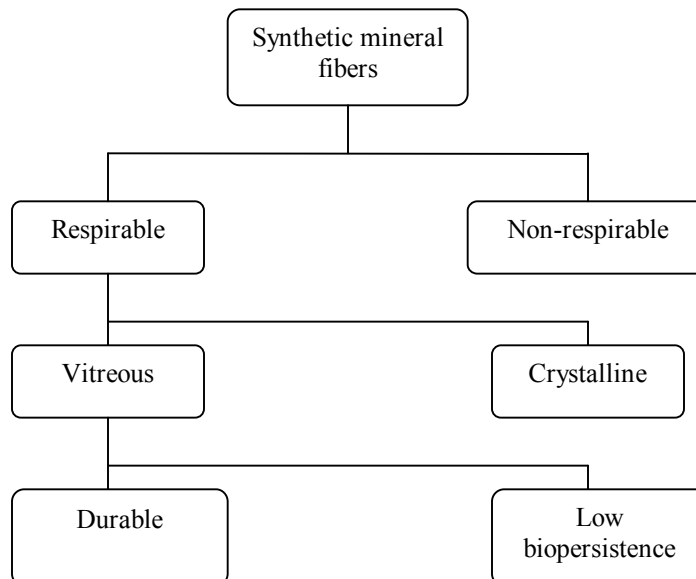 Synthetic mineral
fibers
Respirable
Non-respirable
Vitreous
Crystalline
Durable
Low
biopersistence